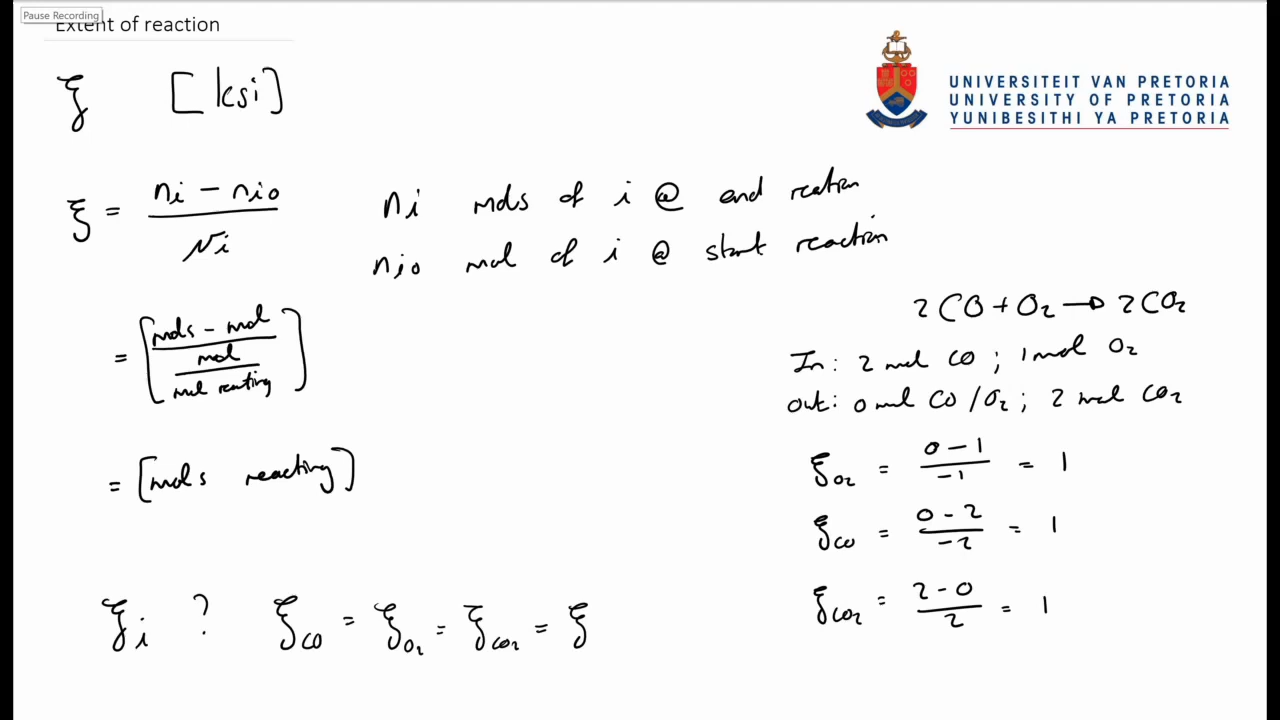 Pause Recording
Extent of reaction
ξ [ksi]
UNIVERSITEIT VAN PRETORIA
UNIVERSITY OF PRETORIA
YUNIBESITHI YA PRETORIA
ξ = (ni - nio) / νi
ni mols of i @ end reaction
nio mol of i @ start reaction
= [(mols - mol) / (mol / mol reacting)]
= [mols reacting]
2CO + O₂ → 2CO₂
In: 2 mol CO ; 1 mol O₂
out: 0 mol CO/O₂ ; 2 mol CO₂
ξO₂ = (0 - 1) / -1 = 1
ξCO = (0 - 2) / -2 = 1
ξCO₂ = (2 - 0) / 2 = 1
ξi ? ξCO = ξO₂ = ξCO₂ = ξ